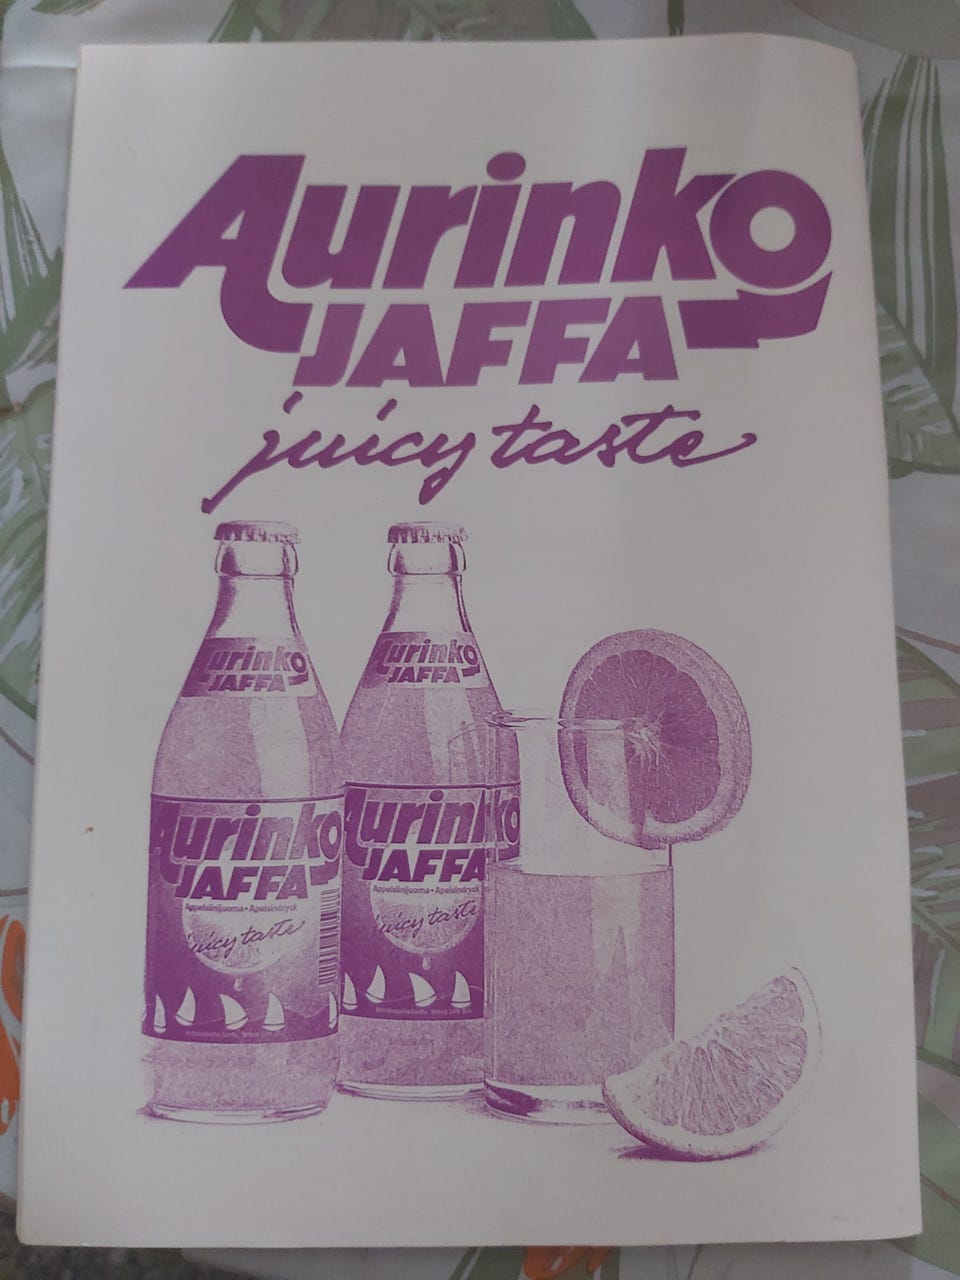 Aurinko
JAFFA
juicy taste
Aurinko
JAFFA
Aurinko
JAFFA
Aurinko
JAFFA
Appelsiinijuoma • Apelsindryck
juicy taste
Aurinko
JAFFA
Appelsiinijuoma • Apelsindryck
juicy taste